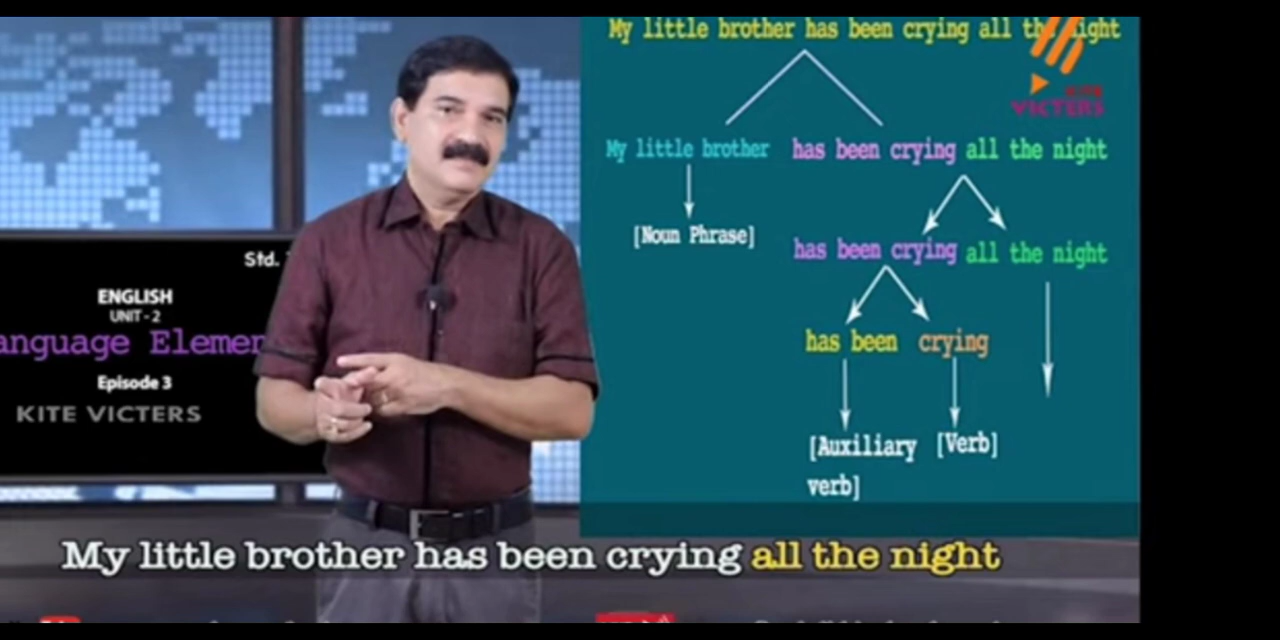 My little brother has been crying all the night
KITE
VICTERS
My little brother has been crying all the night
[Noun Phrase]
has been crying all the night
has been crying
[Auxiliary verb]
[Verb]
Std.
ENGLISH
UNIT - 2
anguage Elemen
Episode 3
KITE VICTERS
My little brother has been crying all the night